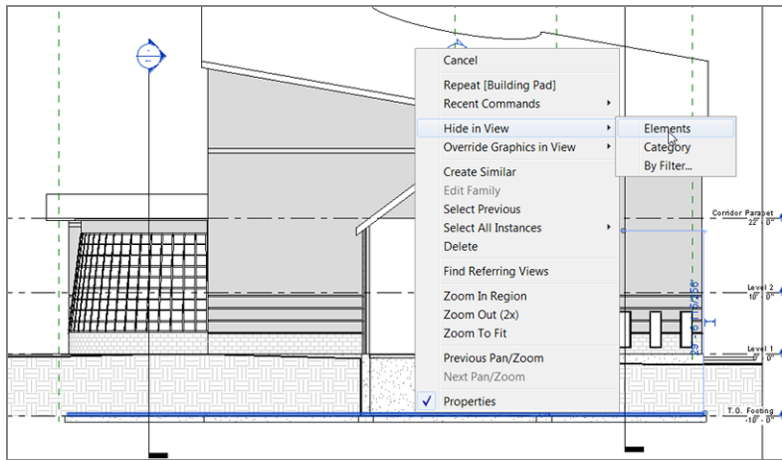 Cancel
Repeat [Building Pad]
Recent Commands
Hide in View
Override Graphics in View
Create Similar
Edit Family
Select Previous
Select All Instances
Delete
Find Referring Views
Zoom In Region
Zoom Out (2x)
Zoom To Fit
Previous Pan/Zoom
Next Pan/Zoom
Properties
Elements
Category
By Filter...
Corridor Parapet
22' 0"
Level 2
10' 0"
Level 1
0' 0"
T.O. Footing
-10' 0"